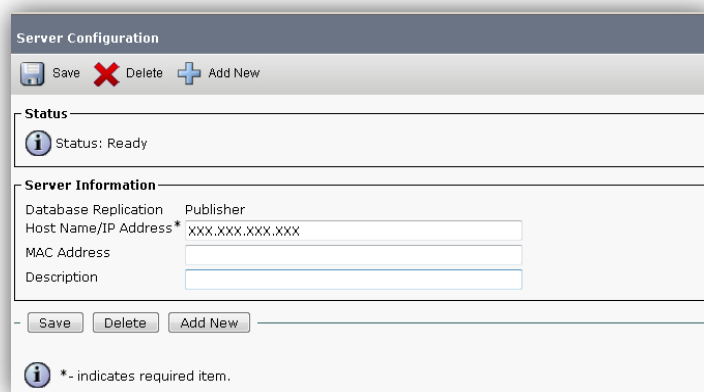 Server Configuration
Save Delete Add New
Status
Status: Ready
Server Information
Database Replication Publisher
Host Name/IP Address* XXX.XXX.XXX.XXX
MAC Address
Description
Save Delete Add New
*- indicates required item.